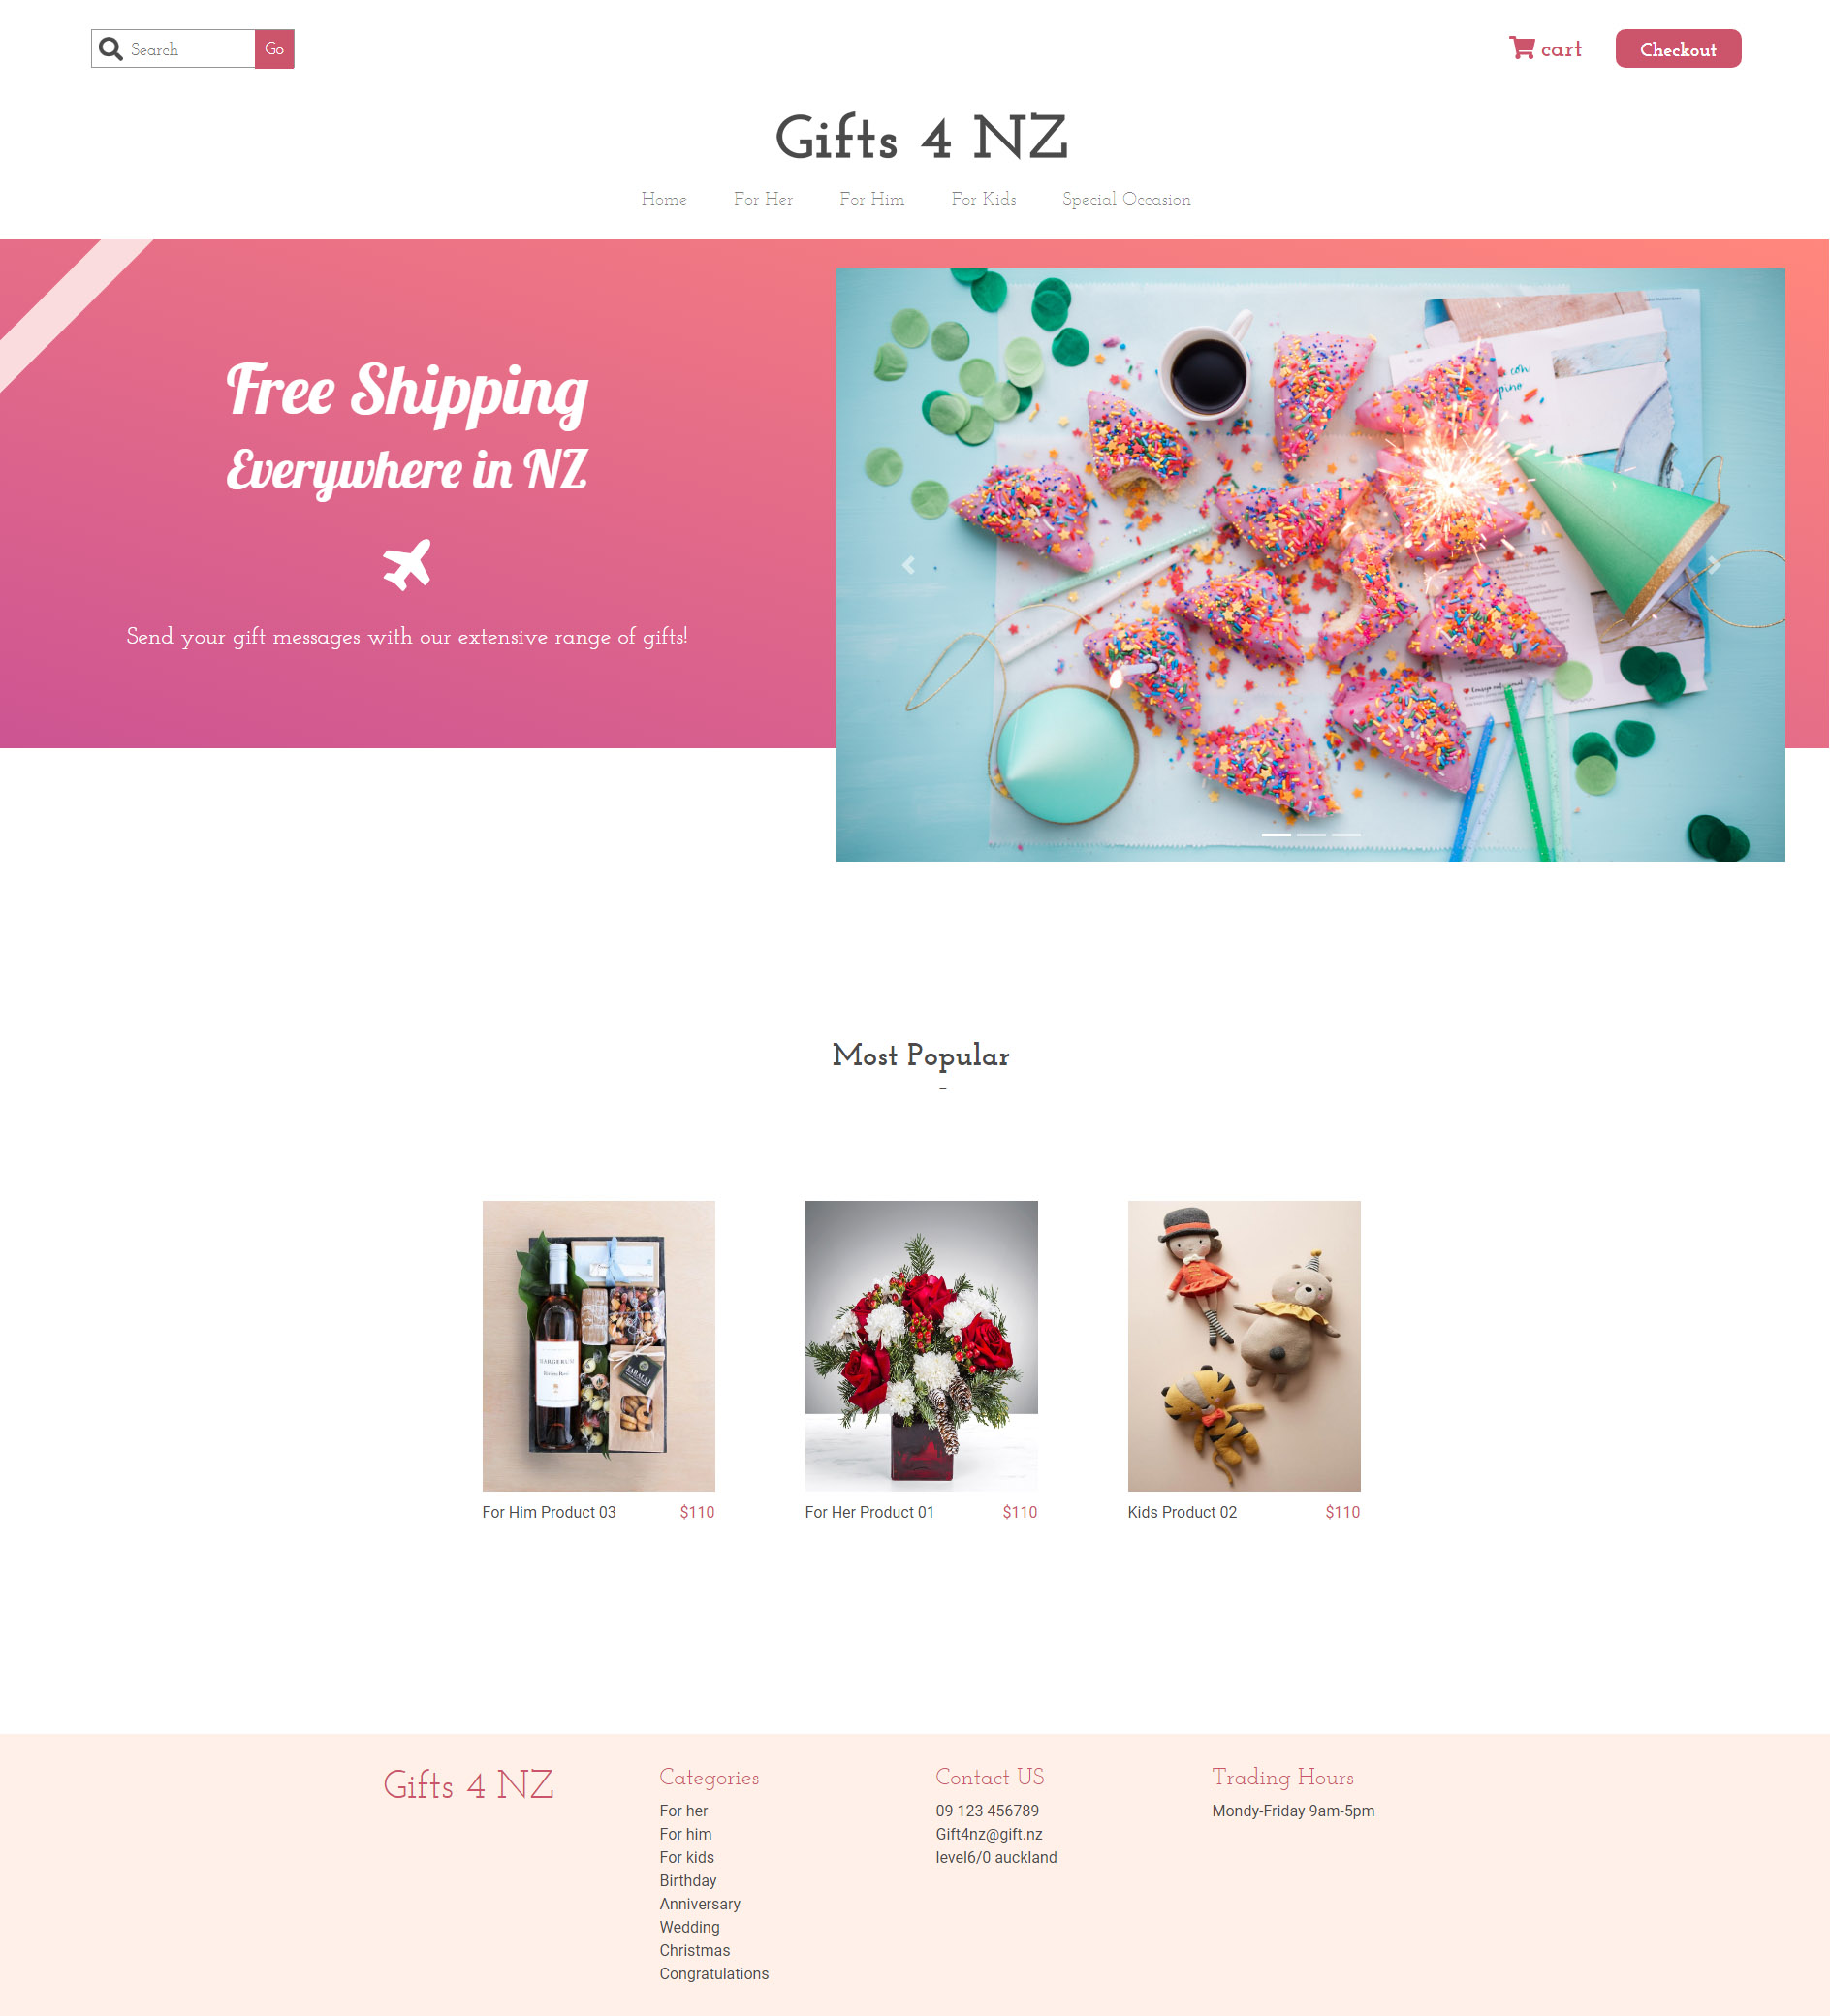 Search
Go
cart
Checkout
Gifts 4 NZ
Home
For Her
For Him
For Kids
Special Occasion
Free Shipping
Everywhere in NZ
Send your gift messages with our extensive range of gifts!
Most Popular
For Him Product 03
$110
For Her Product 01
$110
Kids Product 02
$110
Gifts 4 NZ
Categories
For her
For him
For kids
Birthday
Anniversary
Wedding
Christmas
Congratulations
Contact US
09 123 456789
Gift4nz@gift.nz
level6/0 auckland
Trading Hours
Mondy-Friday 9am-5pm